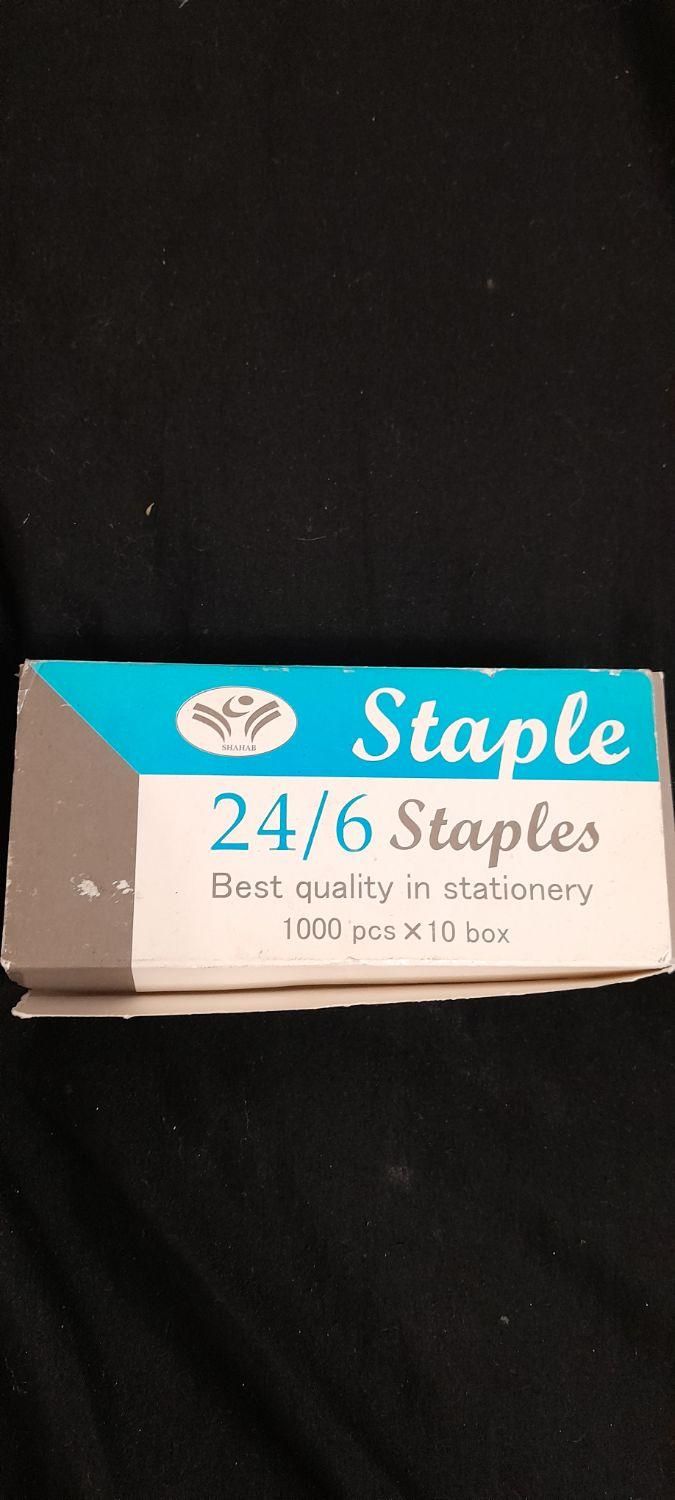 SHAHAB
Staple
24/6 Staples
Best quality in stationery
1000 pcs ×10 box